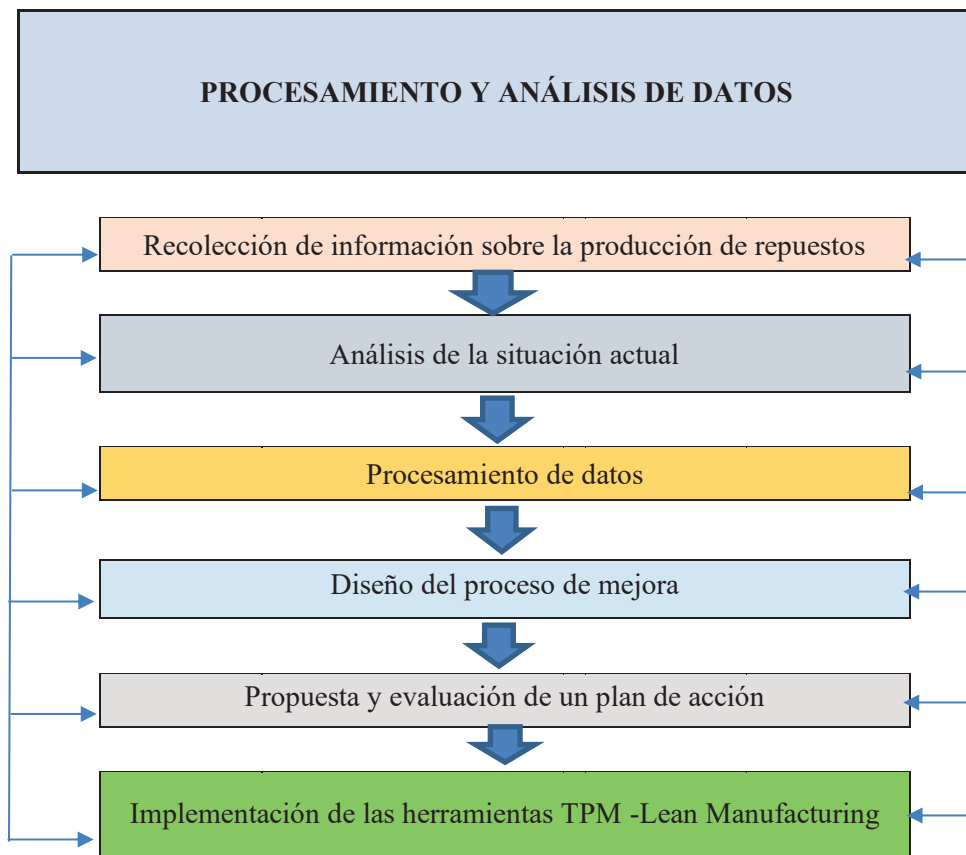 PROCESAMIENTO Y ANÁLISIS DE DATOS
Recolección de información sobre la producción de repuestos
Análisis de la situación actual
Procesamiento de datos
Diseño del proceso de mejora
Propuesta y evaluación de un plan de acción
Implementación de las herramientas TPM -Lean Manufacturing